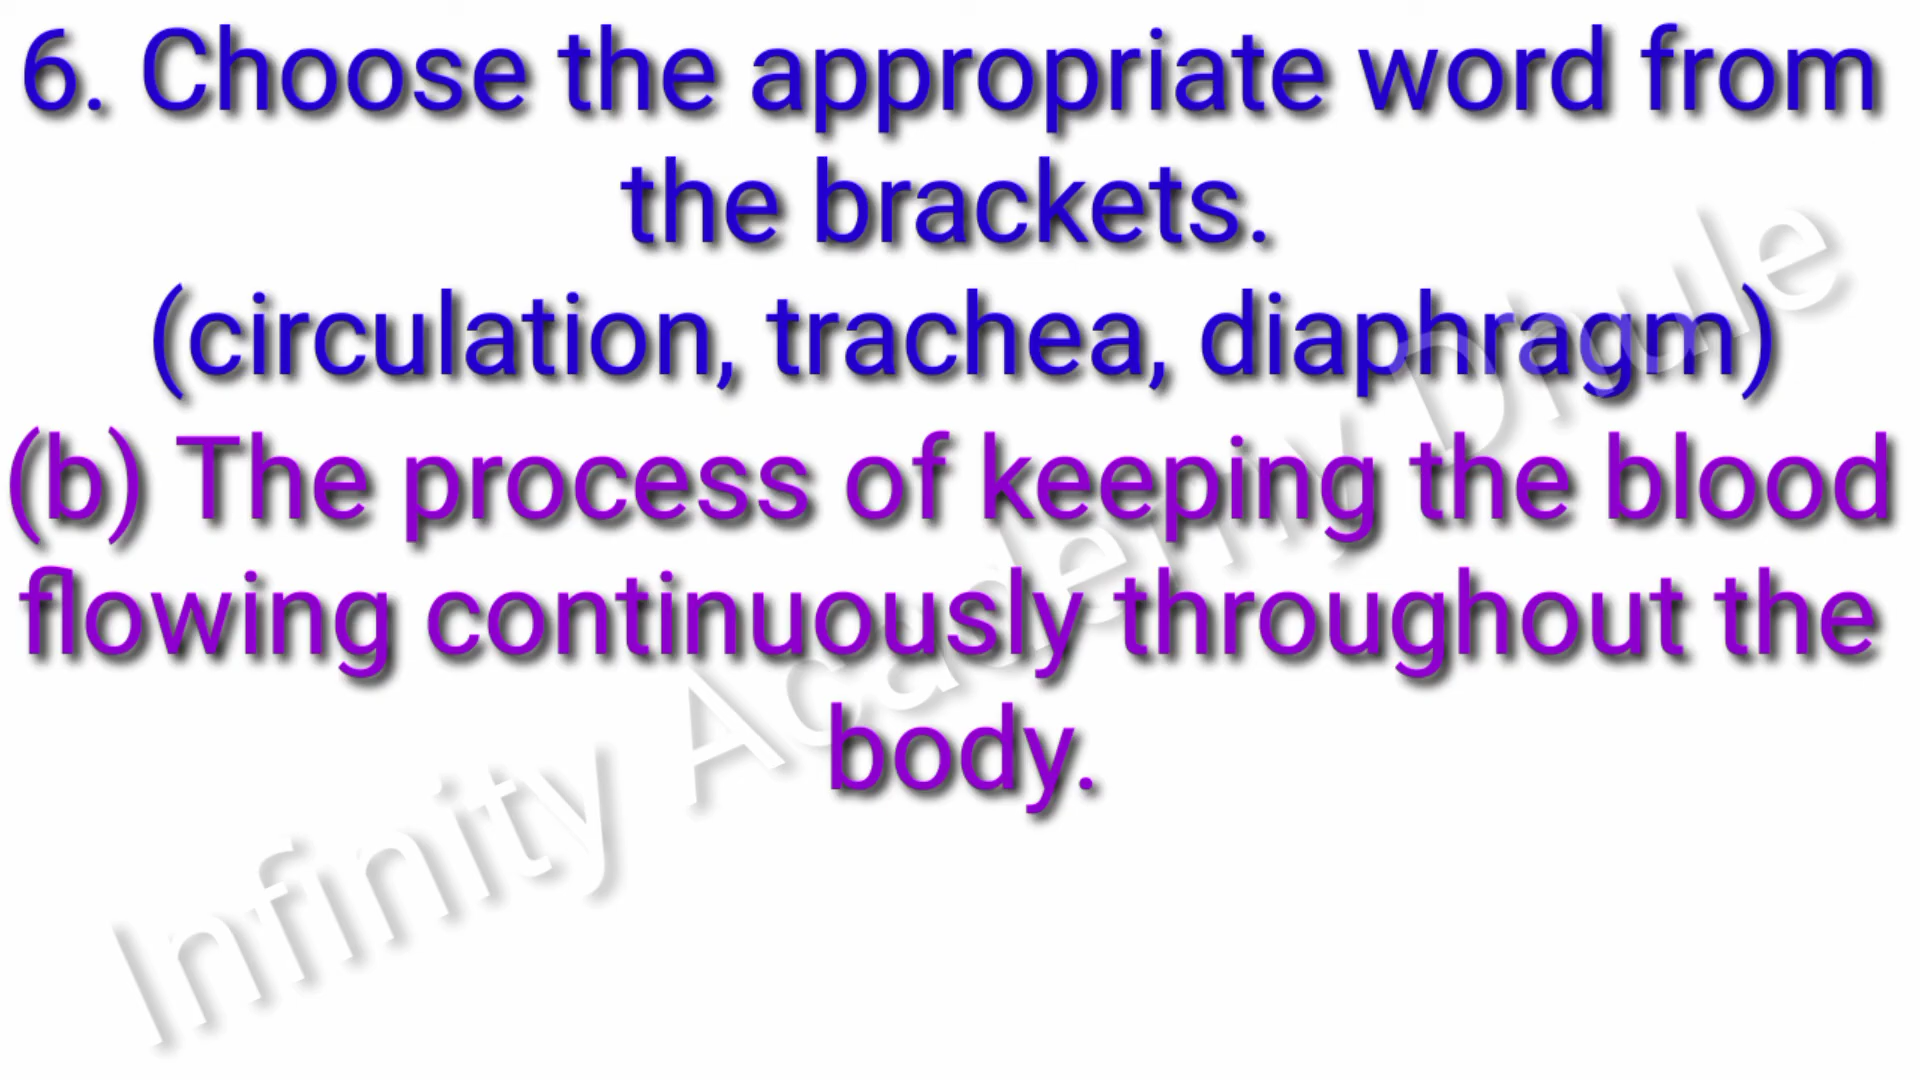 6. Choose the appropriate word from
the brackets.
(circulation, trachea, diaphragm)
(b) The process of keeping the blood
flowing continuously throughout the
body.
Infinity Academy Dhule